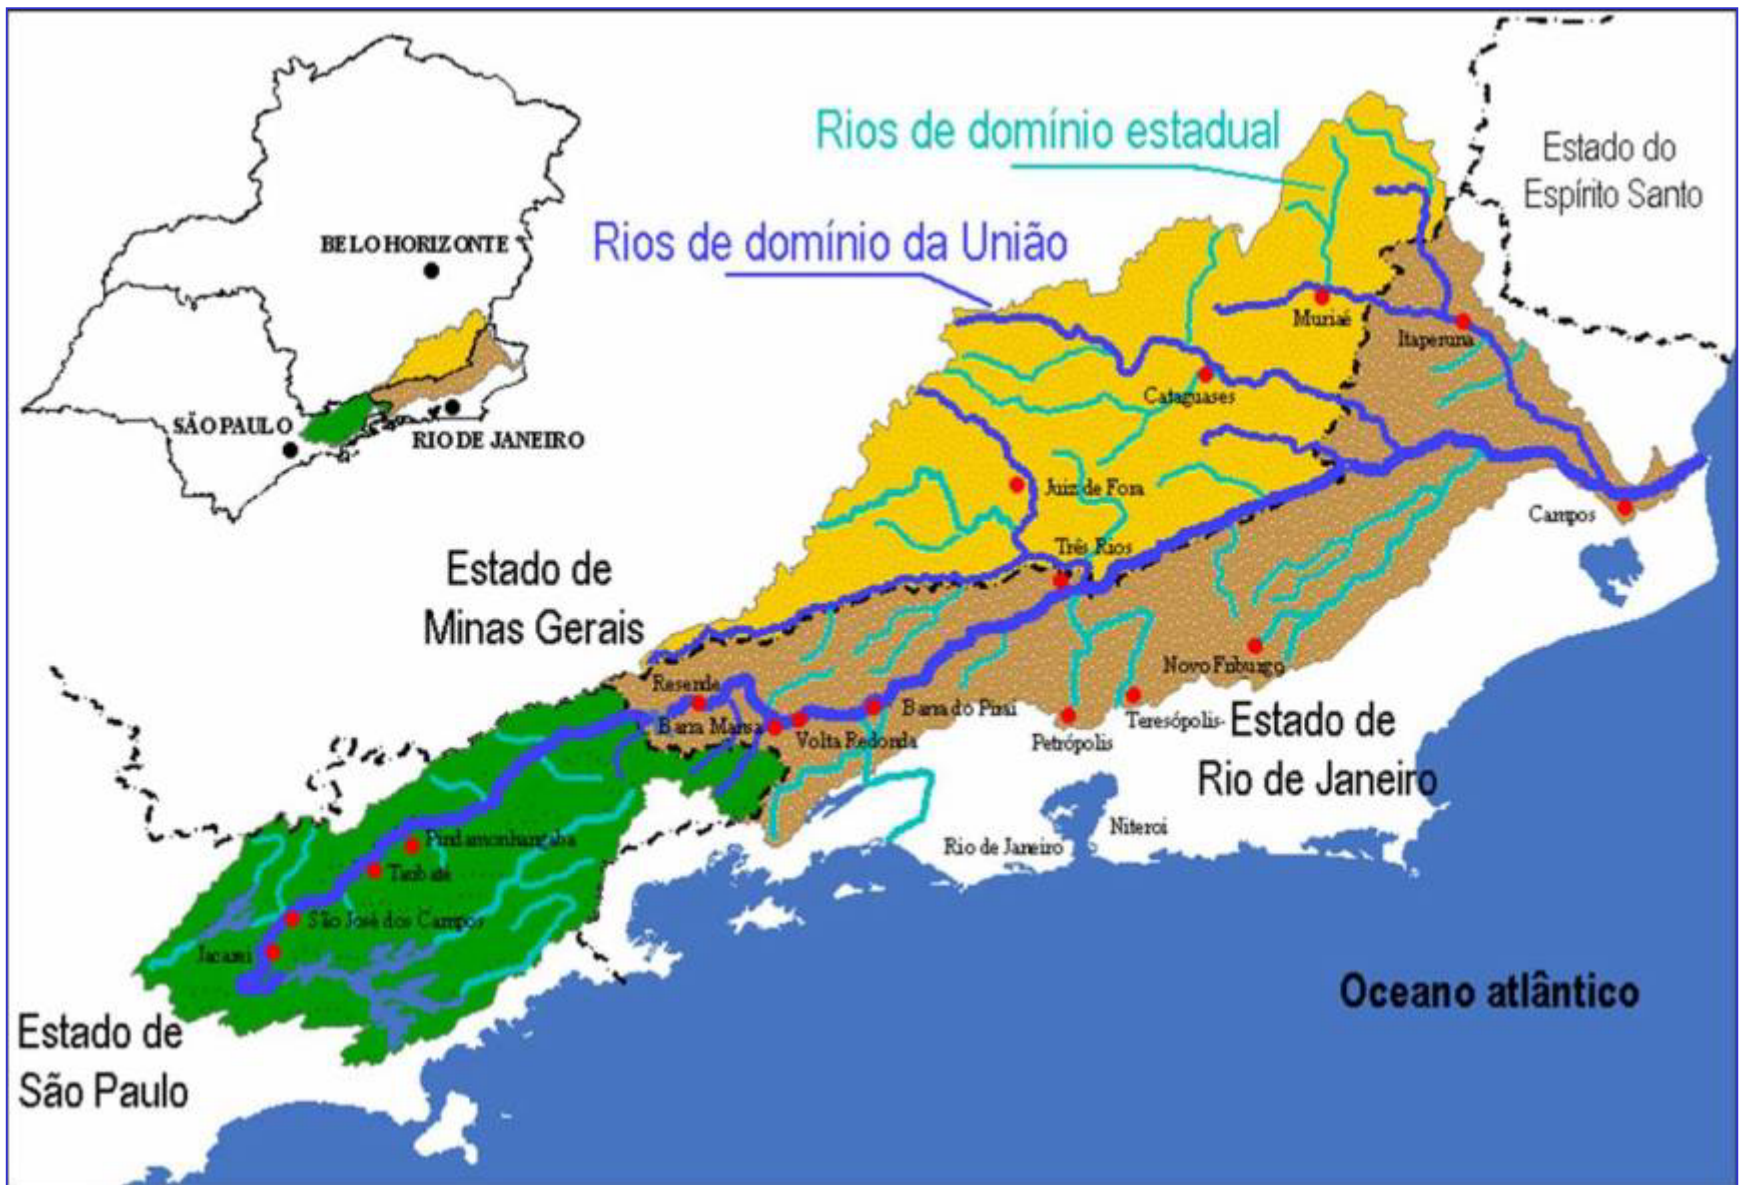 BELO HORIZONTE
SÃO PAULO
RIO DE JANEIRO
Rios de domínio estadual
Rios de domínio da União
Estado do
Espírito Santo
Muriaé
Itaperuna
Cataguases
Juiz de Fora
Campos
Três Rios
Estado de
Minas Gerais
Novo Friburgo
Resende
Barra Mansa
Volta Redonda
Barra do Piraí
Teresópolis-
Petrópolis
Estado de
Rio de Janeiro
Niteroi
Rio de Janeiro
Pindamonhangaba
Taubaté
São José dos Campos
Jacareí
Oceano atlântico
Estado de
São Paulo